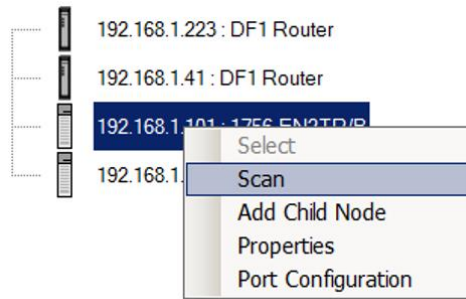 192.168.1.223 : DF1 Router
192.168.1.41 : DF1 Router
192.168.1.101 : 1756-EN2TR/B
192.168.1.
Select
Scan
Add Child Node
Properties
Port Configuration